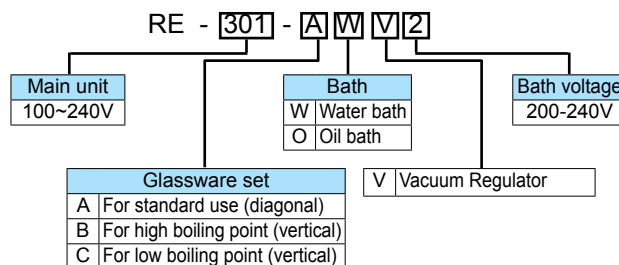 RE - 301 - A W V 2
Main unit
100~240V
Bath
W Water bath
O Oil bath
Bath voltage
200-240V
Glassware set
A For standard use (diagonal)
B For high boiling point (vertical)
C For low boiling point (vertical)
V Vacuum Regulator